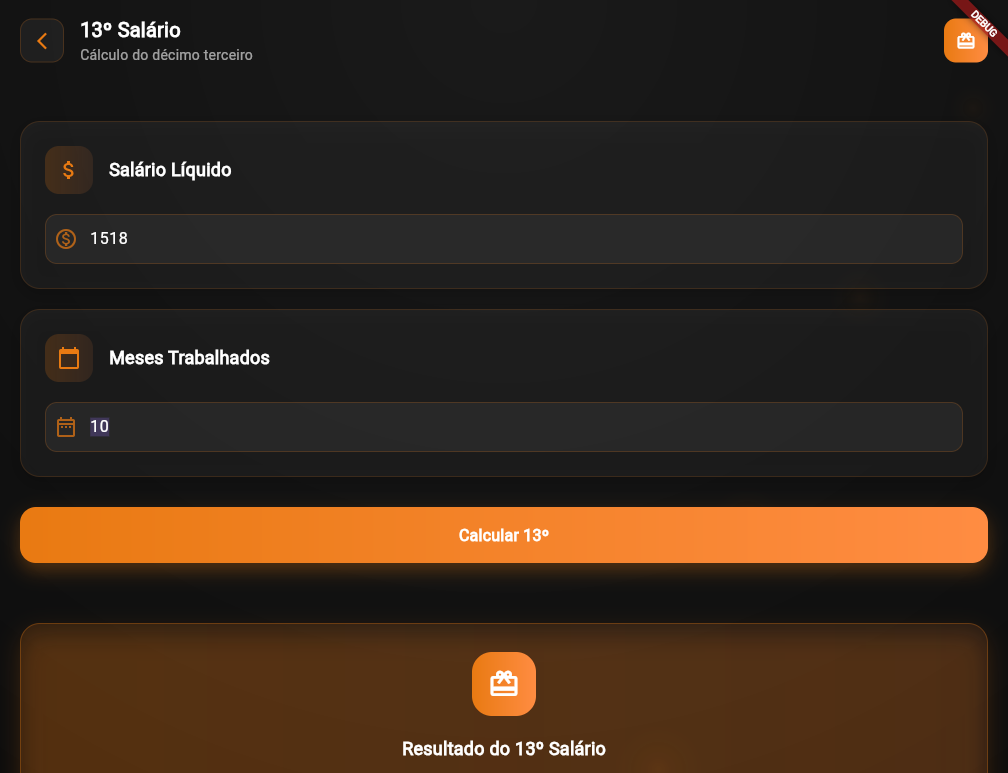 13º Salário
Cálculo do décimo terceiro
DEBUG
Salário Líquido
1518
Meses Trabalhados
10
Calcular 13º
Resultado do 13º Salário